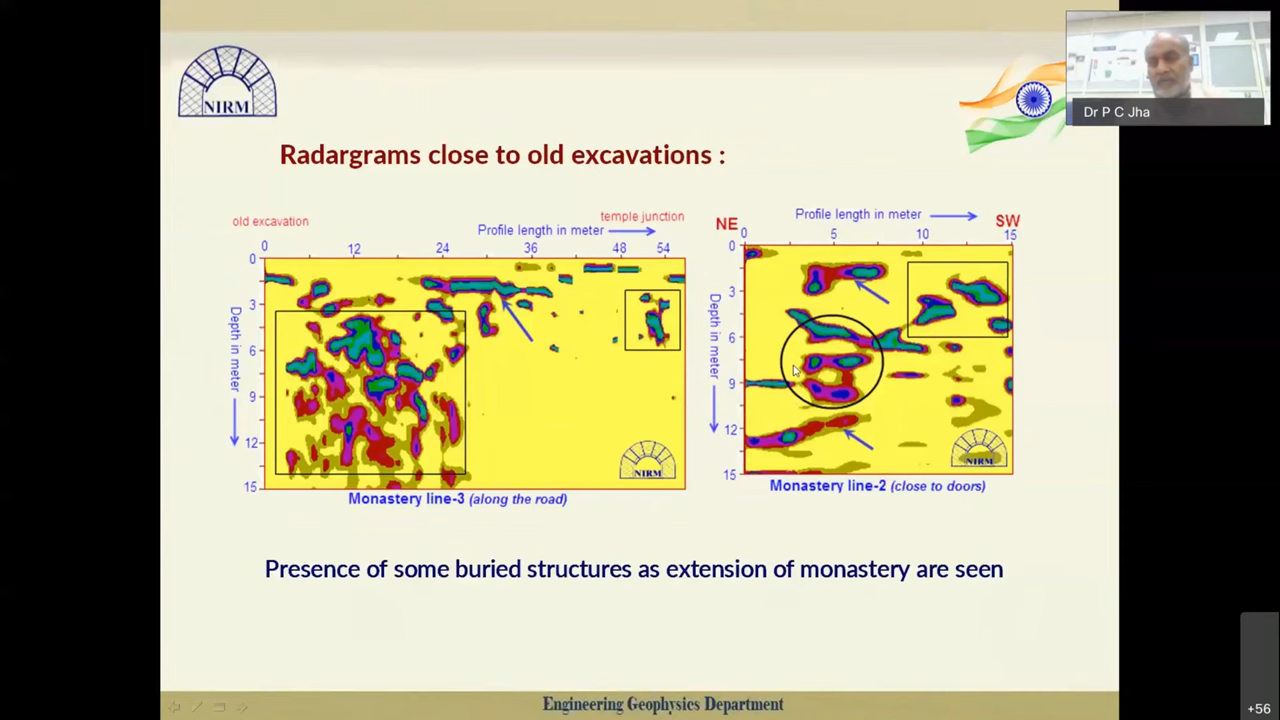 NIRM
Dr P C Jha
Radargrams close to old excavations :
old excavation
temple junction
Profile length in meter
0 12 24 36 48 54
0
3
6
9
12
15
Depth in meter
NIRM
Monastery line-3 (along the road)
NE
Profile length in meter
SW
0 5 10 15
0
3
6
9
12
15
Depth in meter
NIRM
Monastery line-2 (close to doors)
Presence of some buried structures as extension of monastery are seen
Engineering Geophysics Department
+56